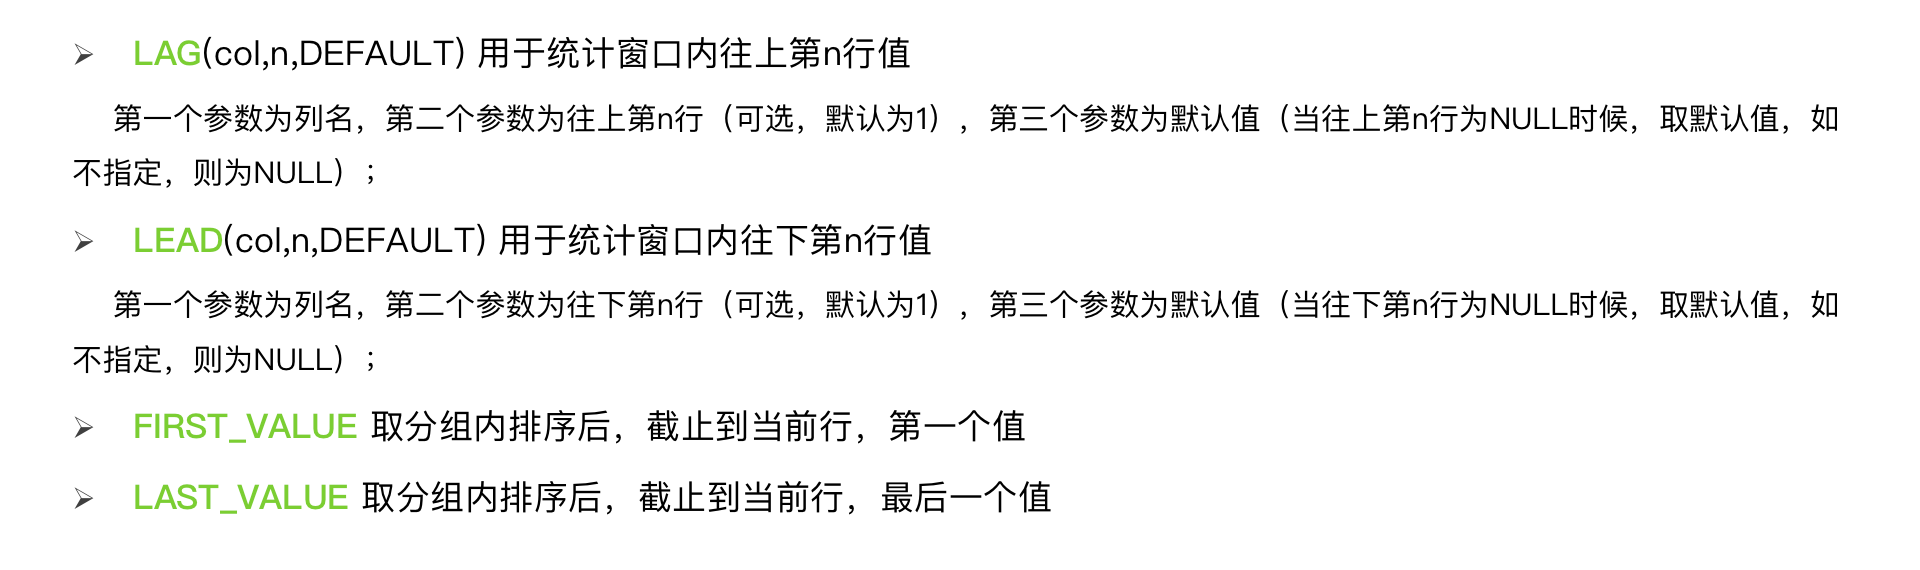 ➢ LAG(col,n,DEFAULT) 用于统计窗口内往上第n行值
第一个参数为列名，第二个参数为往上第n行（可选，默认为1），第三个参数为默认值（当往上第n行为NULL时候，取默认值，如
不指定，则为NULL）；
➢ LEAD(col,n,DEFAULT) 用于统计窗口内往下第n行值
第一个参数为列名，第二个参数为往下第n行（可选，默认为1），第三个参数为默认值（当往下第n行为NULL时候，取默认值，如
不指定，则为NULL）；
➢ FIRST_VALUE 取分组内排序后，截止到当前行，第一个值
➢ LAST_VALUE 取分组内排序后，截止到当前行，最后一个值